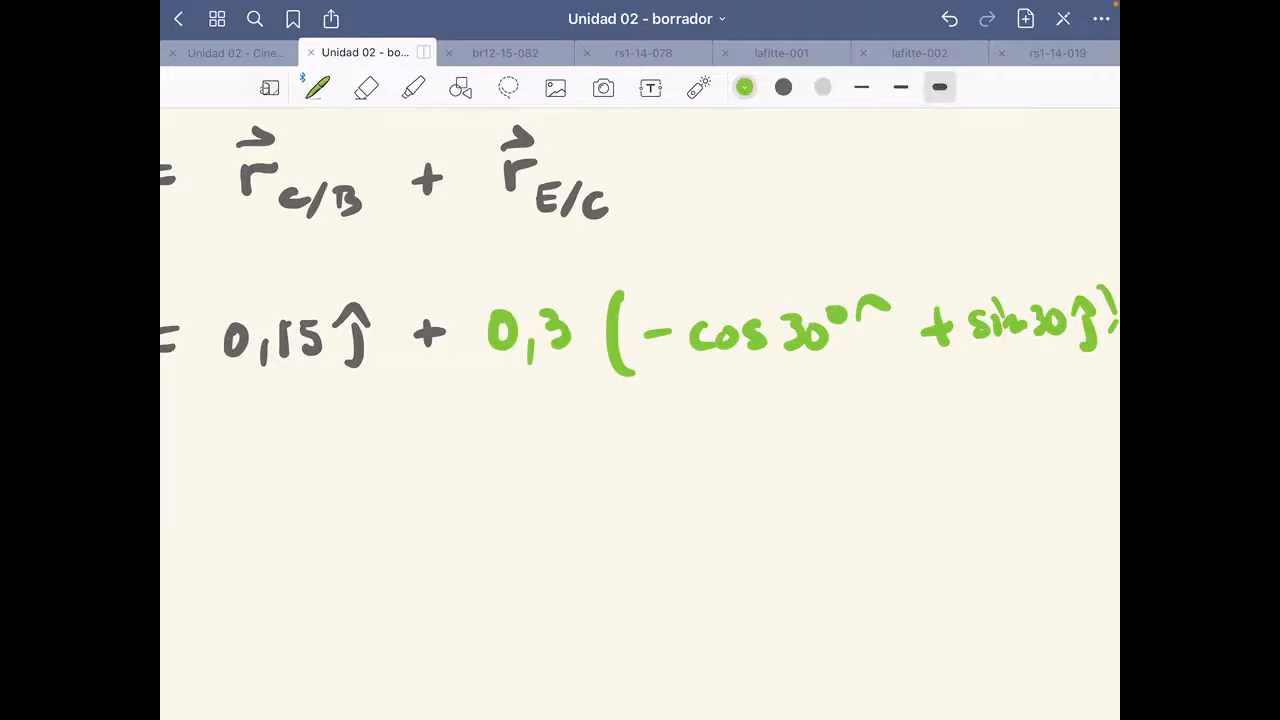 Unidad 02 - borrador
Unidad 02 - Cine...
Unidad 02 - bo...
br12-15-082
rs1-14-078
lafitte-001
lafitte-002
rs1-14-019
T
= r⃗ C/B + r⃗ E/C
= 0,15 ĵ + 0,3 (- cos 30° ^ + sin 30 ĵ)